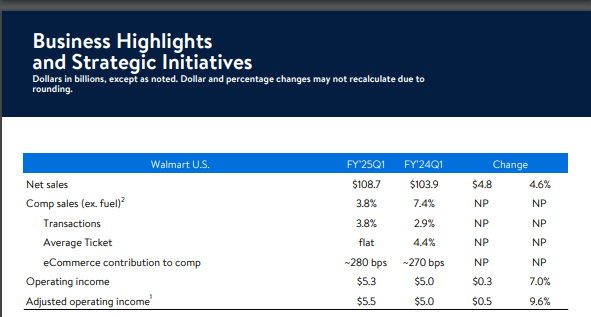 Business Highlights
and Strategic Initiatives
Dollars in billions, except as noted. Dollar and percentage changes may not recalculate due to
rounding.
Walmart U.S. FY'25Q1 FY'24Q1 Change
Net sales $108.7 $103.9 $4.8 4.6%
Comp sales (ex. fuel)² 3.8% 7.4% NP NP
Transactions 3.8% 2.9% NP NP
Average Ticket flat 4.4% NP NP
eCommerce contribution to comp ~280 bps ~270 bps NP NP
Operating income $5.3 $5.0 $0.3 7.0%
Adjusted operating income¹ $5.5 $5.0 $0.5 9.6%